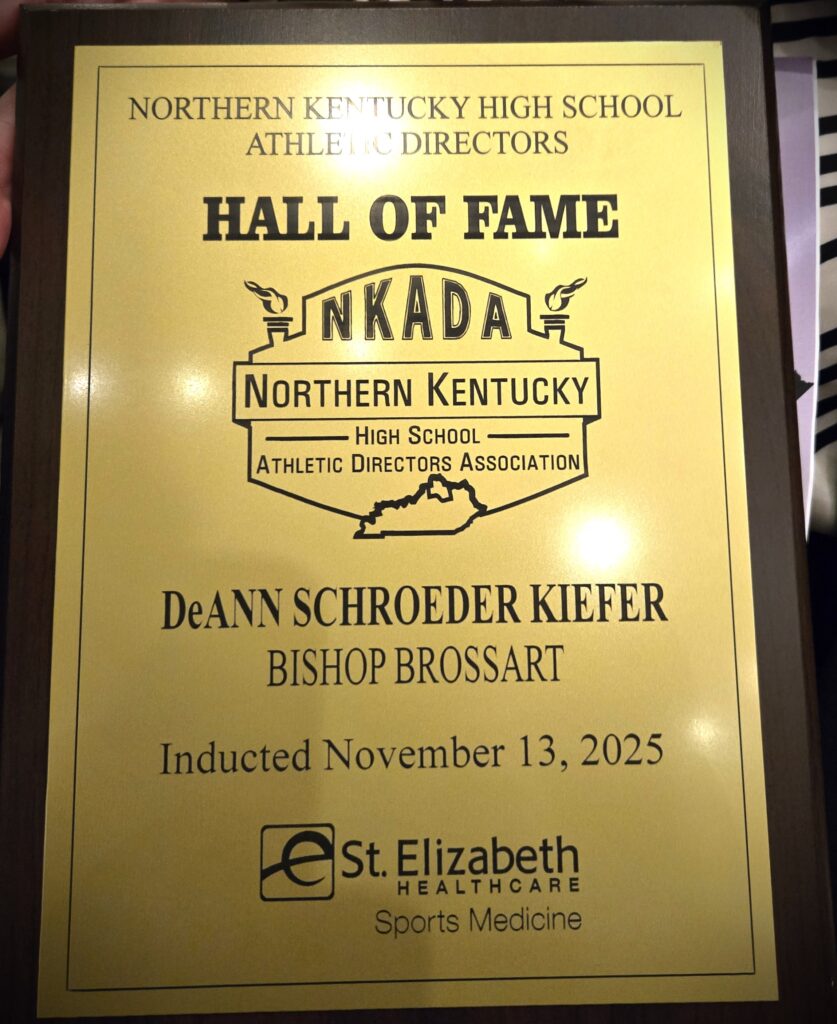 NORTHERN KENTUCKY HIGH SCHOOL
ATHLETIC DIRECTORS
HALL OF FAME
NKADA
NORTHERN KENTUCKY
HIGH SCHOOL
ATHLETIC DIRECTORS ASSOCIATION
DeANN SCHROEDER KIEFER
BISHOP BROSSART
Inducted November 13, 2025
e St. Elizabeth
HEALTHCARE
Sports Medicine